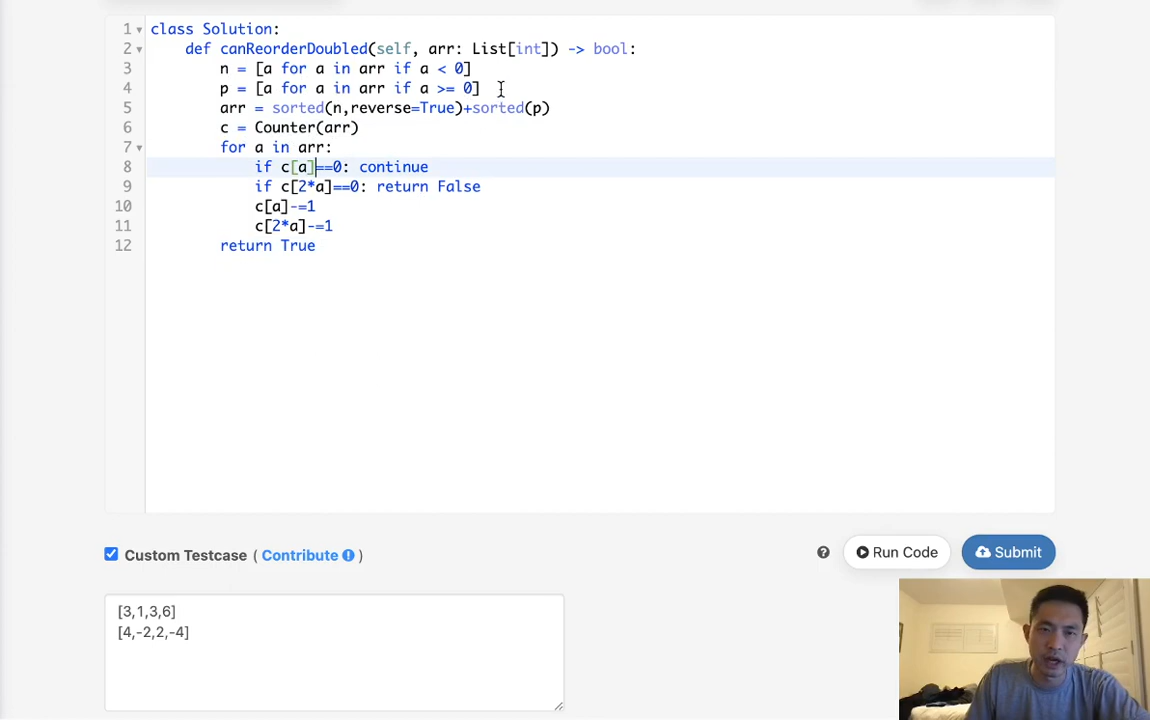 1 class Solution:
2 def canReorderDoubled(self, arr: List[int]) -> bool:
3 n = [a for a in arr if a < 0]
4 p = [a for a in arr if a >= 0]
5 arr = sorted(n,reverse=True)+sorted(p)
6 c = Counter(arr)
7 for a in arr:
8 if c[a]==0: continue
9 if c[2*a]==0: return False
10 c[a]-=1
11 c[2*a]-=1
12 return True
Custom Testcase ( Contribute )
? Run Code Submit
[3,1,3,6]
[4,-2,2,-4]